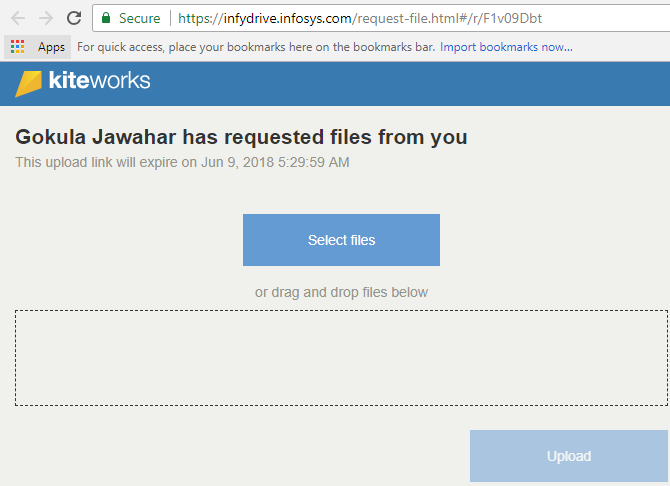 Secure https://infydrive.infosys.com/request-file.html#/r/F1v09Dbt
Apps For quick access, place your bookmarks here on the bookmarks bar. Import bookmarks now...
kiteworks
Gokula Jawahar has requested files from you
This upload link will expire on Jun 9, 2018 5:29:59 AM
Select files
or drag and drop files below
Upload